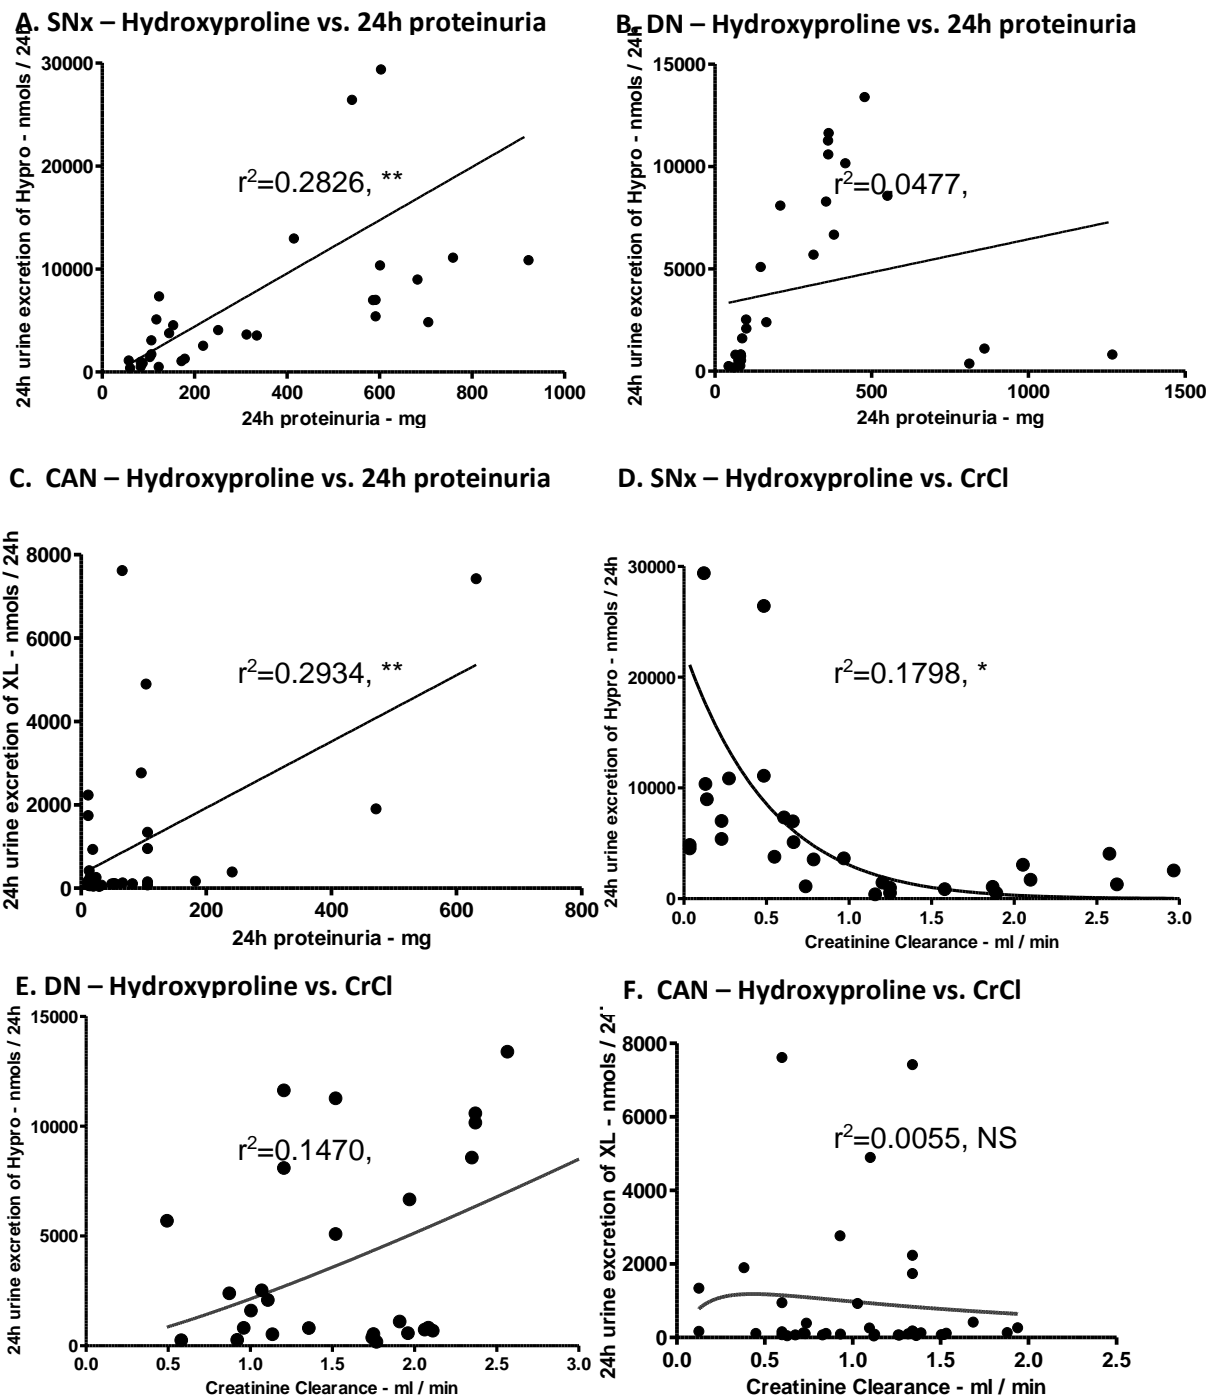 A. SNx – Hydroxyproline vs. 24h proteinuria
24h urine excretion of Hypro - nmols / 24h
30000
20000
10000
0
r²=0.2826, **
0 200 400 600 800 1000
24h proteinuria - mg
B. DN – Hydroxyproline vs. 24h proteinuria
24h urine excretion of Hypro - nmols / 24h
15000
10000
5000
0
r²=0.0477,
0 500 1000 1500
24h proteinuria - mg
C. CAN – Hydroxyproline vs. 24h proteinuria
24h urine excretion of XL - nmols / 24h
8000
6000
4000
2000
0
r²=0.2934, **
0 200 400 600 800
24h proteinuria - mg
D. SNx – Hydroxyproline vs. CrCl
24h urine excretion of Hypro - nmols / 24h
30000
20000
10000
0
r²=0.1798, *
0.0 0.5 1.0 1.5 2.0 2.5 3.0
Creatinine Clearance - ml / min
E. DN – Hydroxyproline vs. CrCl
24h urine excretion of Hypro - nmols / 24h
15000
10000
5000
0
r²=0.1470,
0.0 0.5 1.0 1.5 2.0 2.5 3.0
Creatinine Clearance - ml / min
F. CAN – Hydroxyproline vs. CrCl
24h urine excretion of XL - nmols / 24
8000
6000
4000
2000
0
r²=0.0055, NS
0.0 0.5 1.0 1.5 2.0 2.5
Creatinine Clearance - ml / min